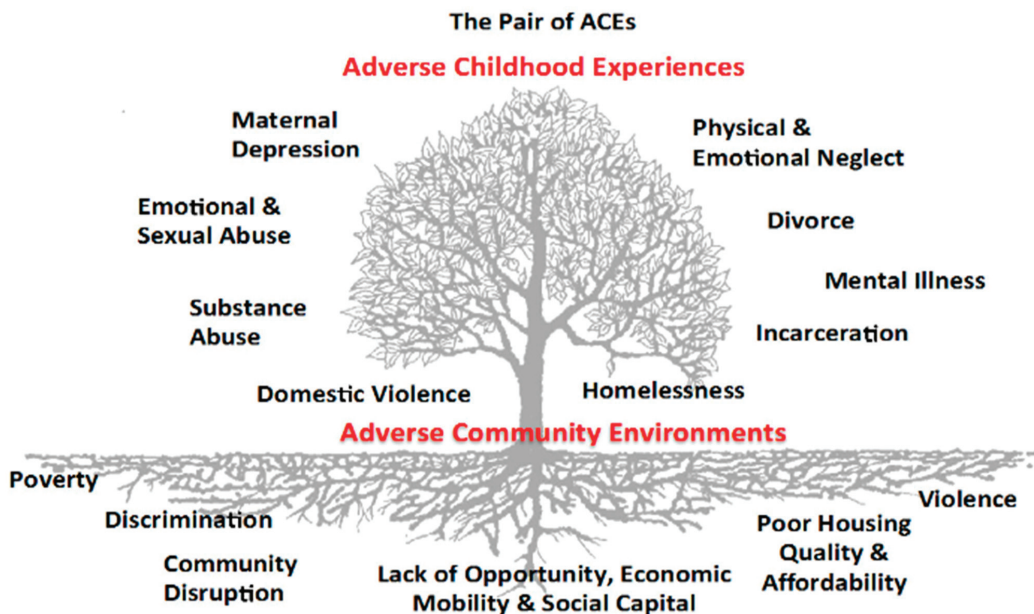 The Pair of ACEs
Adverse Childhood Experiences
Maternal
Depression
Physical &
Emotional Neglect
Emotional &
Sexual Abuse
Divorce
Mental Illness
Substance
Abuse
Incarceration
Domestic Violence
Homelessness
Adverse Community Environments
Poverty
Violence
Discrimination
Poor Housing
Quality &
Affordability
Community
Disruption
Lack of Opportunity, Economic
Mobility & Social Capital